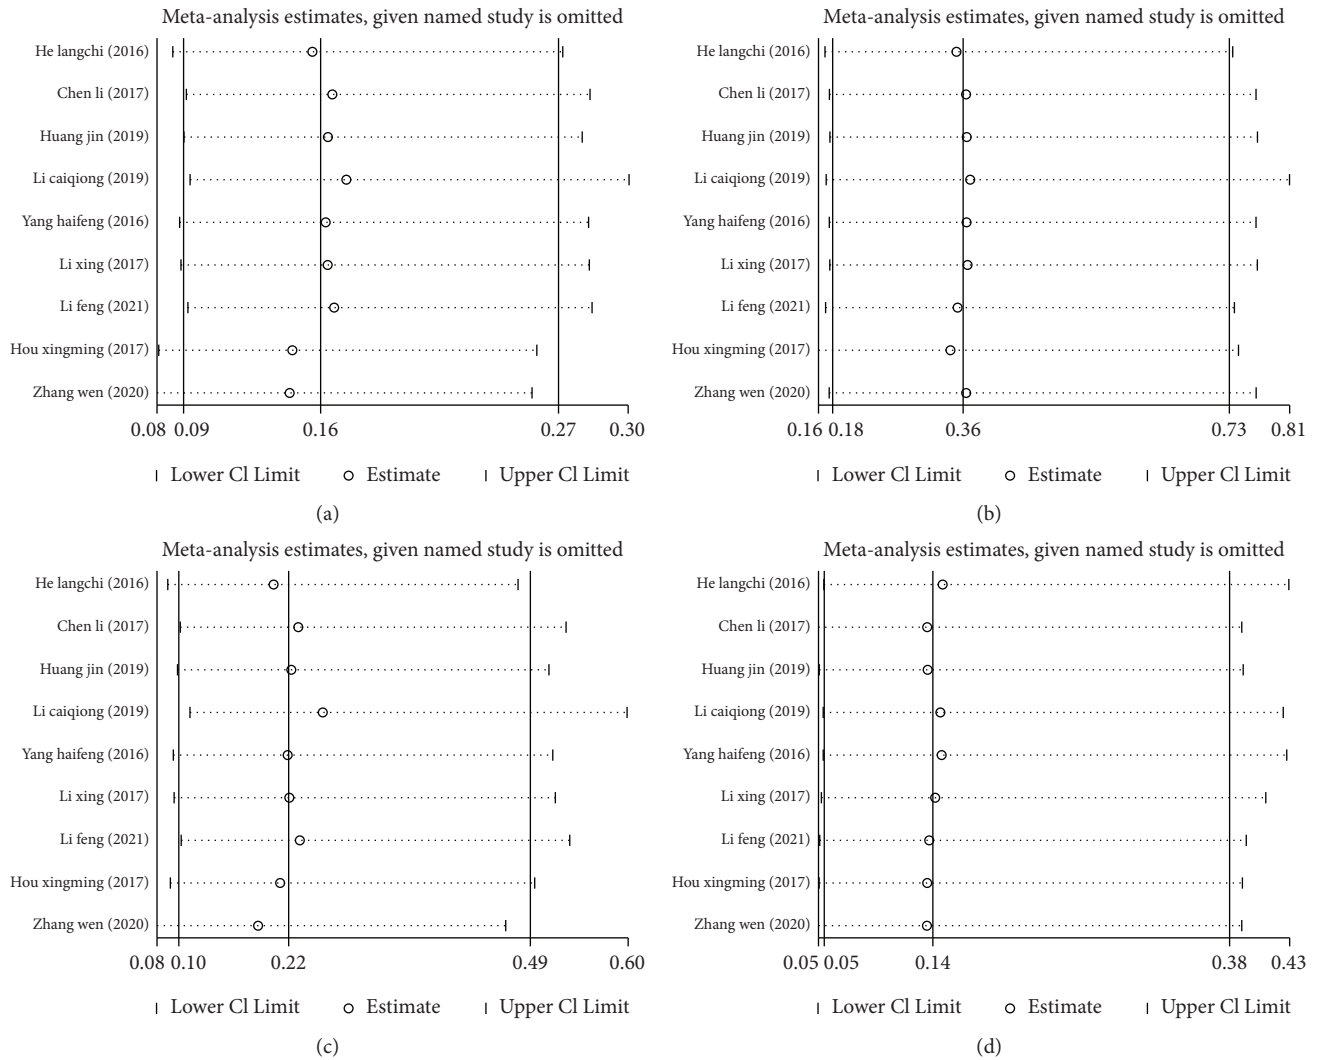 Meta-analysis estimates, given named study is omitted
He langchi (2016)
Chen li (2017)
Huang jin (2019)
Li caiqiong (2019)
Yang haifeng (2016)
Li xing (2017)
Li feng (2021)
Hou xingming (2017)
Zhang wen (2020)
0.08 0.09 0.16 0.27 0.30
Lower Cl Limit Estimate Upper Cl Limit
(a)
Meta-analysis estimates, given named study is omitted
He langchi (2016)
Chen li (2017)
Huang jin (2019)
Li caiqiong (2019)
Yang haifeng (2016)
Li xing (2017)
Li feng (2021)
Hou xingming (2017)
Zhang wen (2020)
0.16 0.18 0.36 0.73 0.81
Lower Cl Limit Estimate Upper Cl Limit
(b)
Meta-analysis estimates, given named study is omitted
He langchi (2016)
Chen li (2017)
Huang jin (2019)
Li caiqiong (2019)
Yang haifeng (2016)
Li xing (2017)
Li feng (2021)
Hou xingming (2017)
Zhang wen (2020)
0.08 0.10 0.22 0.49 0.60
Lower Cl Limit Estimate Upper Cl Limit
(c)
Meta-analysis estimates, given named study is omitted
He langchi (2016)
Chen li (2017)
Huang jin (2019)
Li caiqiong (2019)
Yang haifeng (2016)
Li xing (2017)
Li feng (2021)
Hou xingming (2017)
Zhang wen (2020)
0.05 0.05 0.14 0.38 0.43
Lower Cl Limit Estimate Upper Cl Limit
(d)